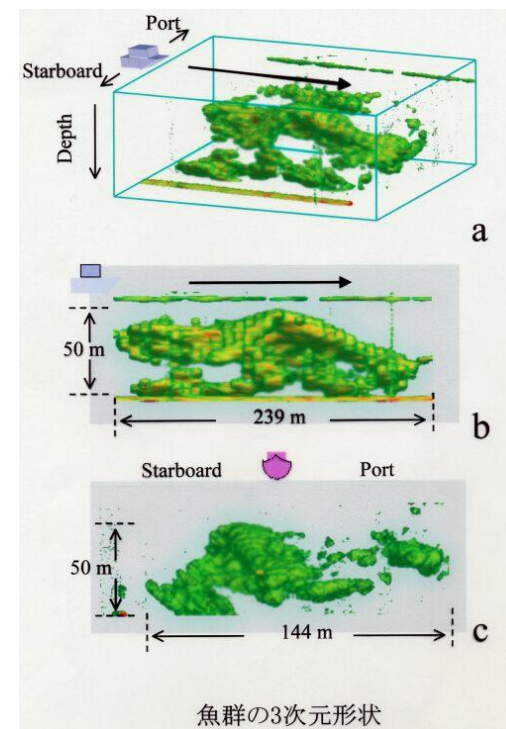 Port
Starboard
Depth
a
50 m
239 m
b
Starboard Port
50 m
144 m
c
魚群の3次元形状